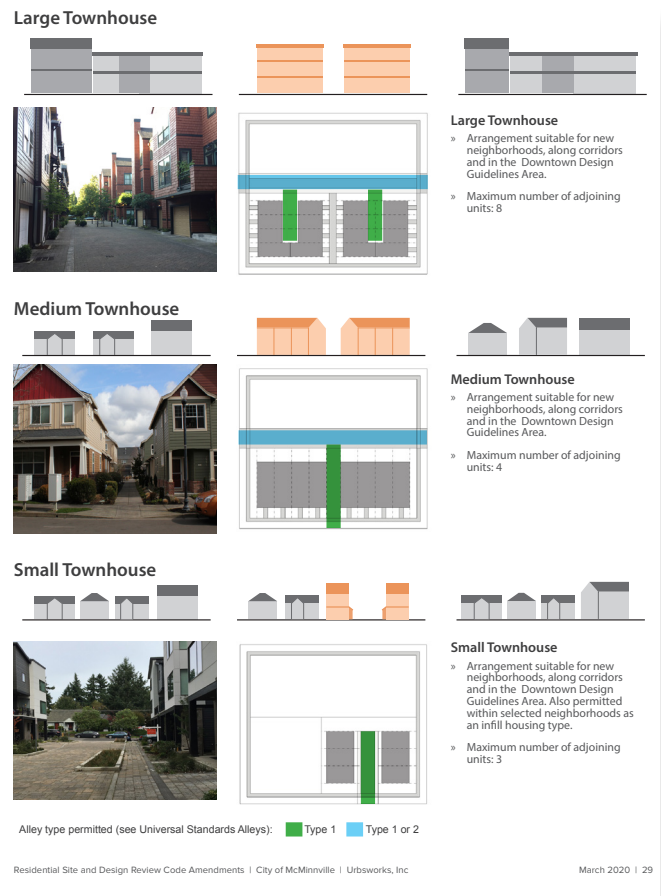 Large Townhouse
Large Townhouse
» Arrangement suitable for new
neighborhoods, along corridors
and in the Downtown Design
Guidelines Area.
» Maximum number of adjoining
units: 8
Medium Townhouse
Medium Townhouse
» Arrangement suitable for new
neighborhoods, along corridors
and in the Downtown Design
Guidelines Area.
» Maximum number of adjoining
units: 4
Small Townhouse
Small Townhouse
» Arrangement suitable for new
neighborhoods, along corridors
and in the Downtown Design
Guidelines Area. Also permitted
within selected neighborhoods as
an infill housing type.
» Maximum number of adjoining
units: 3
Alley type permitted (see Universal Standards Alleys): Type 1 Type 1 or 2
Residential Site and Design Review Code Amendments | City of McMinnville | Urbsworks, Inc March 2020 | 29